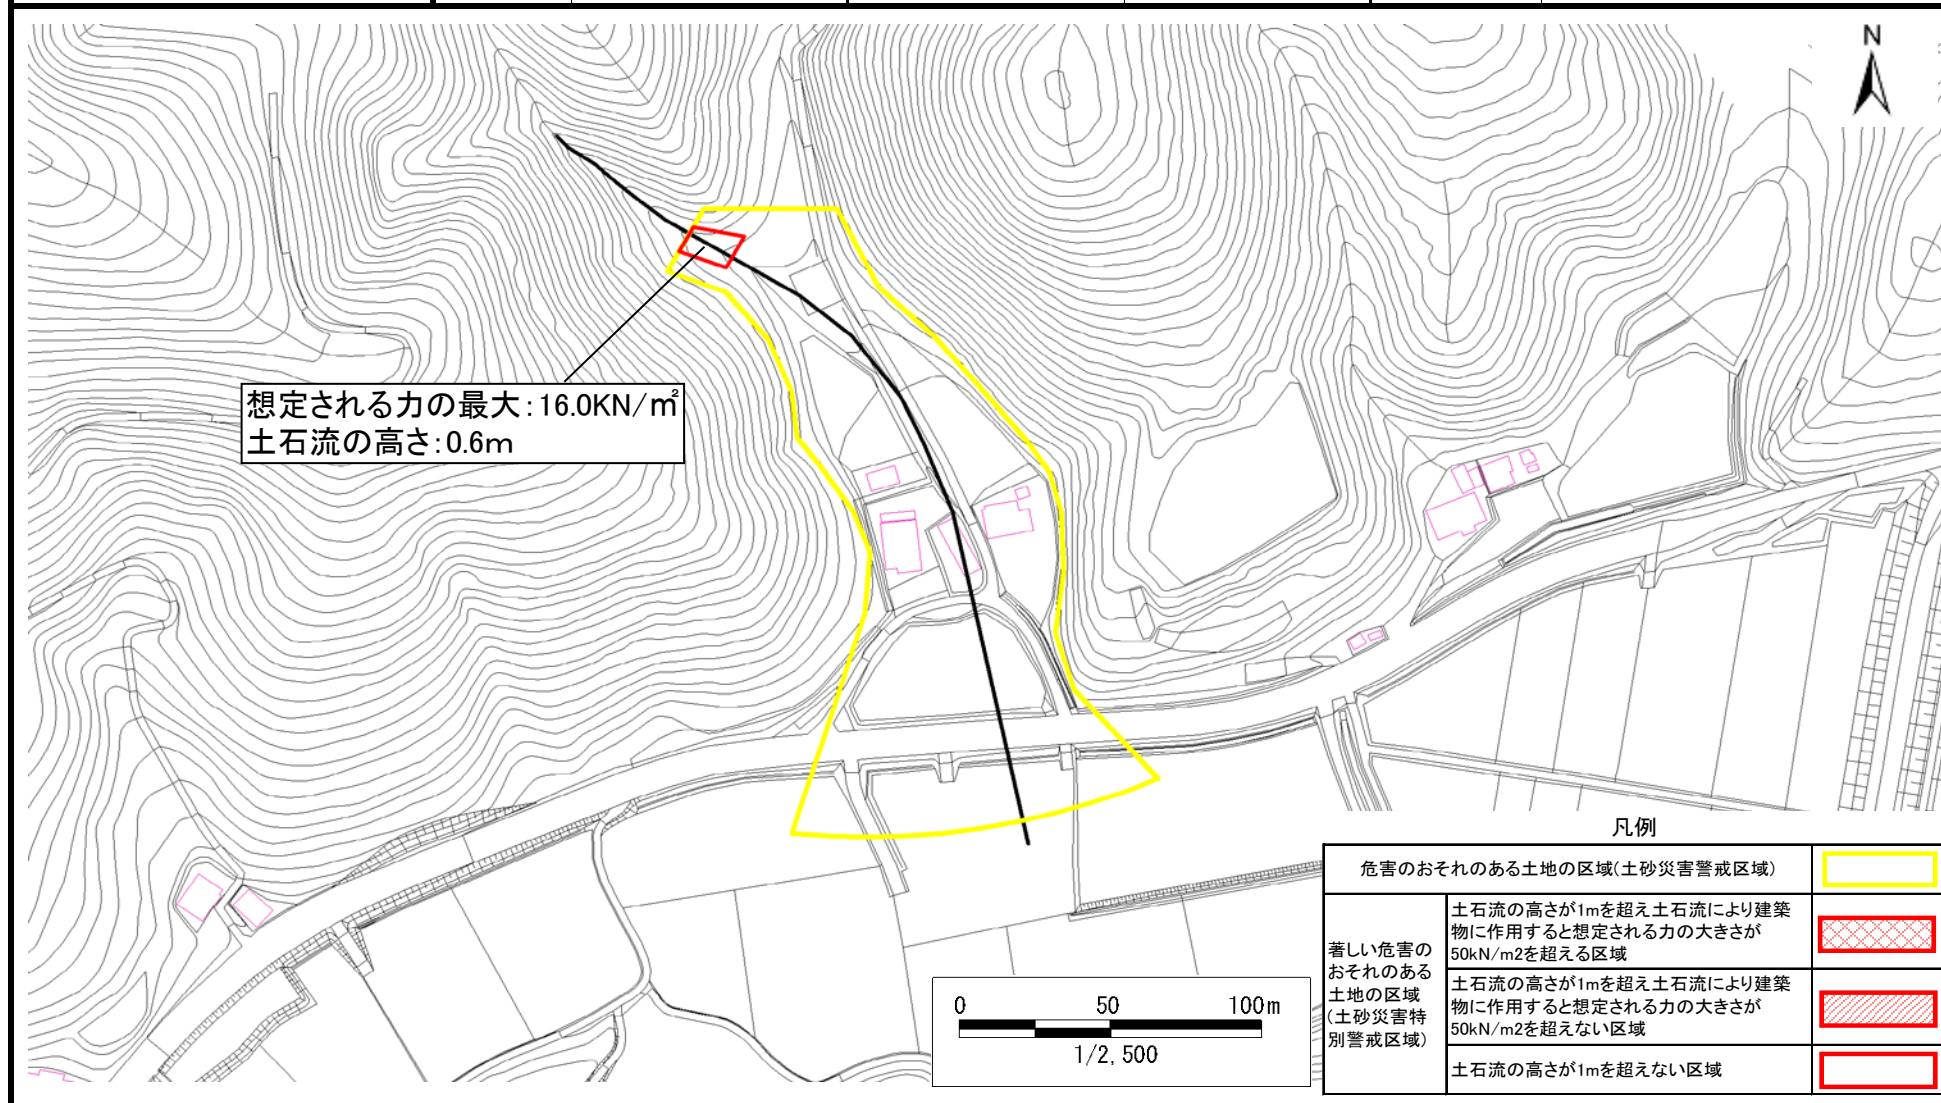 N
想定される力の最大:16.0KN/㎡
土石流の高さ:0.6m
凡例
危害のおそれのある土地の区域(土砂災害警戒区域)
著しい危害の
おそれのある
土地の区域
(土砂災害特
別警戒区域)
土石流の高さが1mを超え土石流により建築
物に作用すると想定される力の大きさが
50kN/m2を超える区域
土石流の高さが1mを超え土石流により建築
物に作用すると想定される力の大きさが
50kN/m2を超えない区域
土石流の高さが1mを超えない区域
0 50 100m
1/2,500